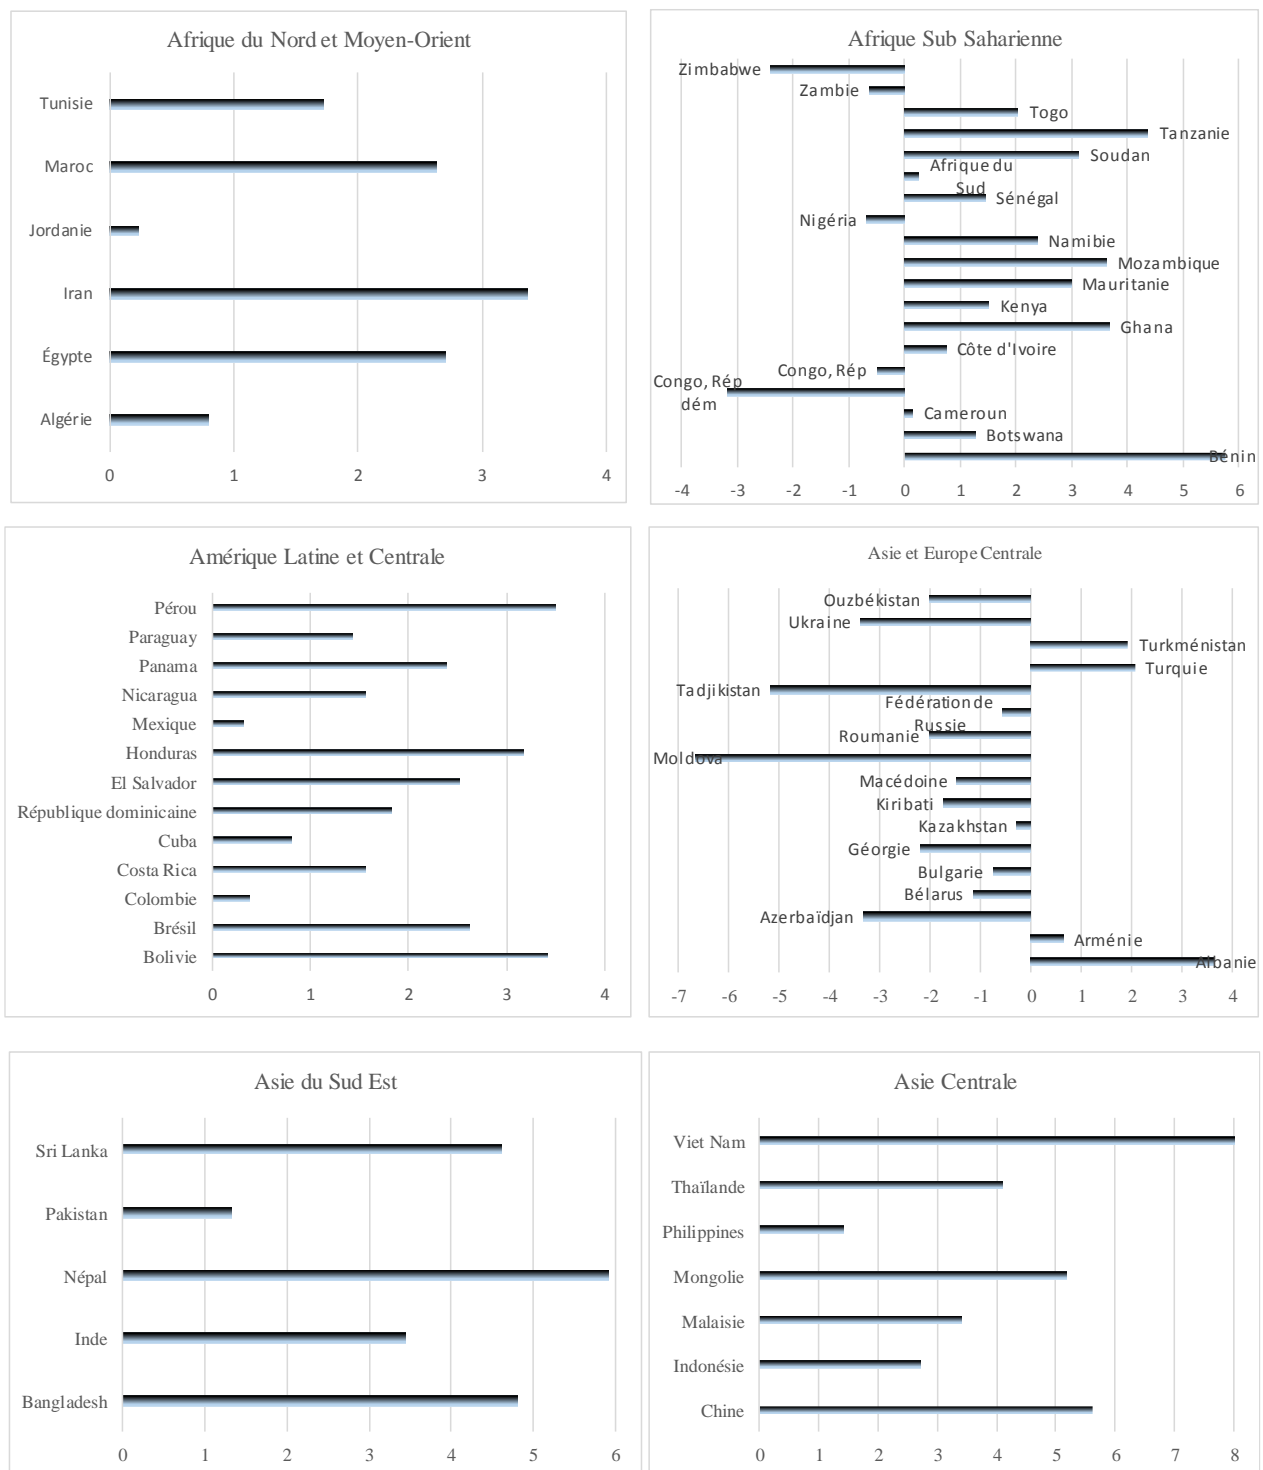 Afrique du Nord et Moyen-Orient
Tunisie
Maroc
Jordanie
Iran
Égypte
Algérie
0 1 2 3 4
Afrique Sub Saharienne
Zimbabwe
Zambie
Togo
Tanzanie
Soudan
Afrique du
Sud
Sénégal
Nigéria
Namibie
Mozambique
Mauritanie
Kenya
Ghana
Côte d'Ivoire
Congo, Rép
Congo, Rép
dém
Cameroun
Botswana
Bénin
-4 -3 -2 -1 0 1 2 3 4 5 6
Amérique Latine et Centrale
Pérou
Paraguay
Panama
Nicaragua
Mexique
Honduras
El Salvador
République dominicaine
Cuba
Costa Rica
Colombie
Brésil
Bolivie
0 1 2 3 4
Asie et Europe Centrale
Ouzbékistan
Ukraine
Turkménistan
Turquie
Tadjikistan
Fédération de
Russie
Roumanie
Moldova
Macédoine
Kiribati
Kazakhstan
Géorgie
Bulgarie
Bélarus
Azerbaïdjan
Arménie
Albanie
-7 -6 -5 -4 -3 -2 -1 0 1 2 3 4
Asie du Sud Est
Sri Lanka
Pakistan
Népal
Inde
Bangladesh
0 1 2 3 4 5 6
Asie Centrale
Viet Nam
Thaïlande
Philippines
Mongolie
Malaisie
Indonésie
Chine
0 1 2 3 4 5 6 7 8